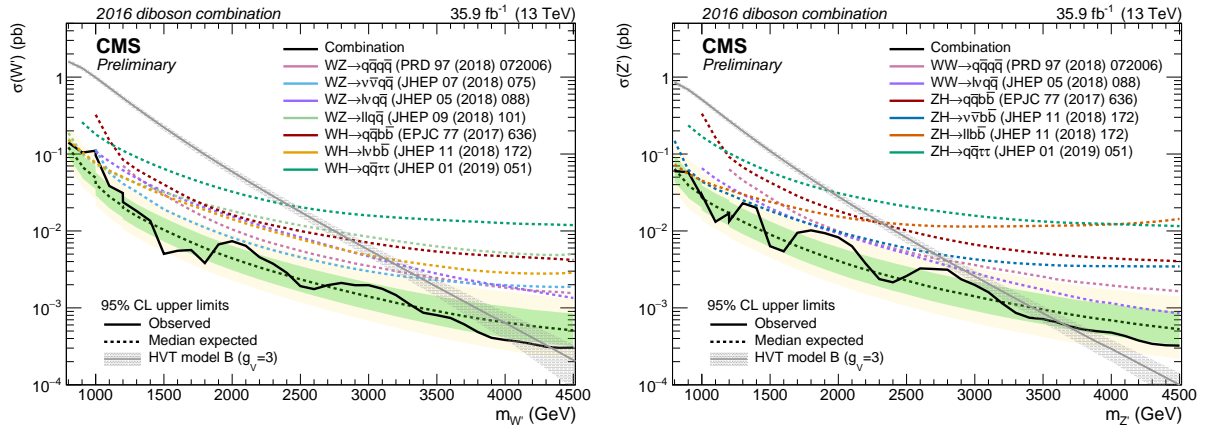 2016 diboson combination 35.9 fb⁻¹ (13 TeV)
CMS
Preliminary
Combination
WZ→qq̄qq̄ (PRD 97 (2018) 072006)
WZ→νν̄qq̄ (JHEP 07 (2018) 075)
WZ→lνqq̄ (JHEP 05 (2018) 088)
WZ→llqq̄ (JHEP 09 (2018) 101)
WH→qq̄bb̄ (EPJC 77 (2017) 636)
WH→lνbb̄ (JHEP 11 (2018) 172)
WH→qq̄ττ (JHEP 01 (2019) 051)
95% CL upper limits
Observed
Median expected
HVT model B (g_V=3)
σ(W') (pb)
10
1
10⁻¹
10⁻²
10⁻³
10⁻⁴
1000 1500 2000 2500 3000 3500 4000 4500
m_W' (GeV)
2016 diboson combination 35.9 fb⁻¹ (13 TeV)
CMS
Preliminary
Combination
WW→qq̄qq̄ (PRD 97 (2018) 072006)
WW→lνqq̄ (JHEP 05 (2018) 088)
ZH→qq̄bb̄ (EPJC 77 (2017) 636)
ZH→νν̄bb̄ (JHEP 11 (2018) 172)
ZH→llbb̄ (JHEP 11 (2018) 172)
ZH→qq̄ττ (JHEP 01 (2019) 051)
95% CL upper limits
Observed
Median expected
HVT model B (g_V=3)
σ(Z') (pb)
10
1
10⁻¹
10⁻²
10⁻³
10⁻⁴
1000 1500 2000 2500 3000 3500 4000 4500
m_Z' (GeV)